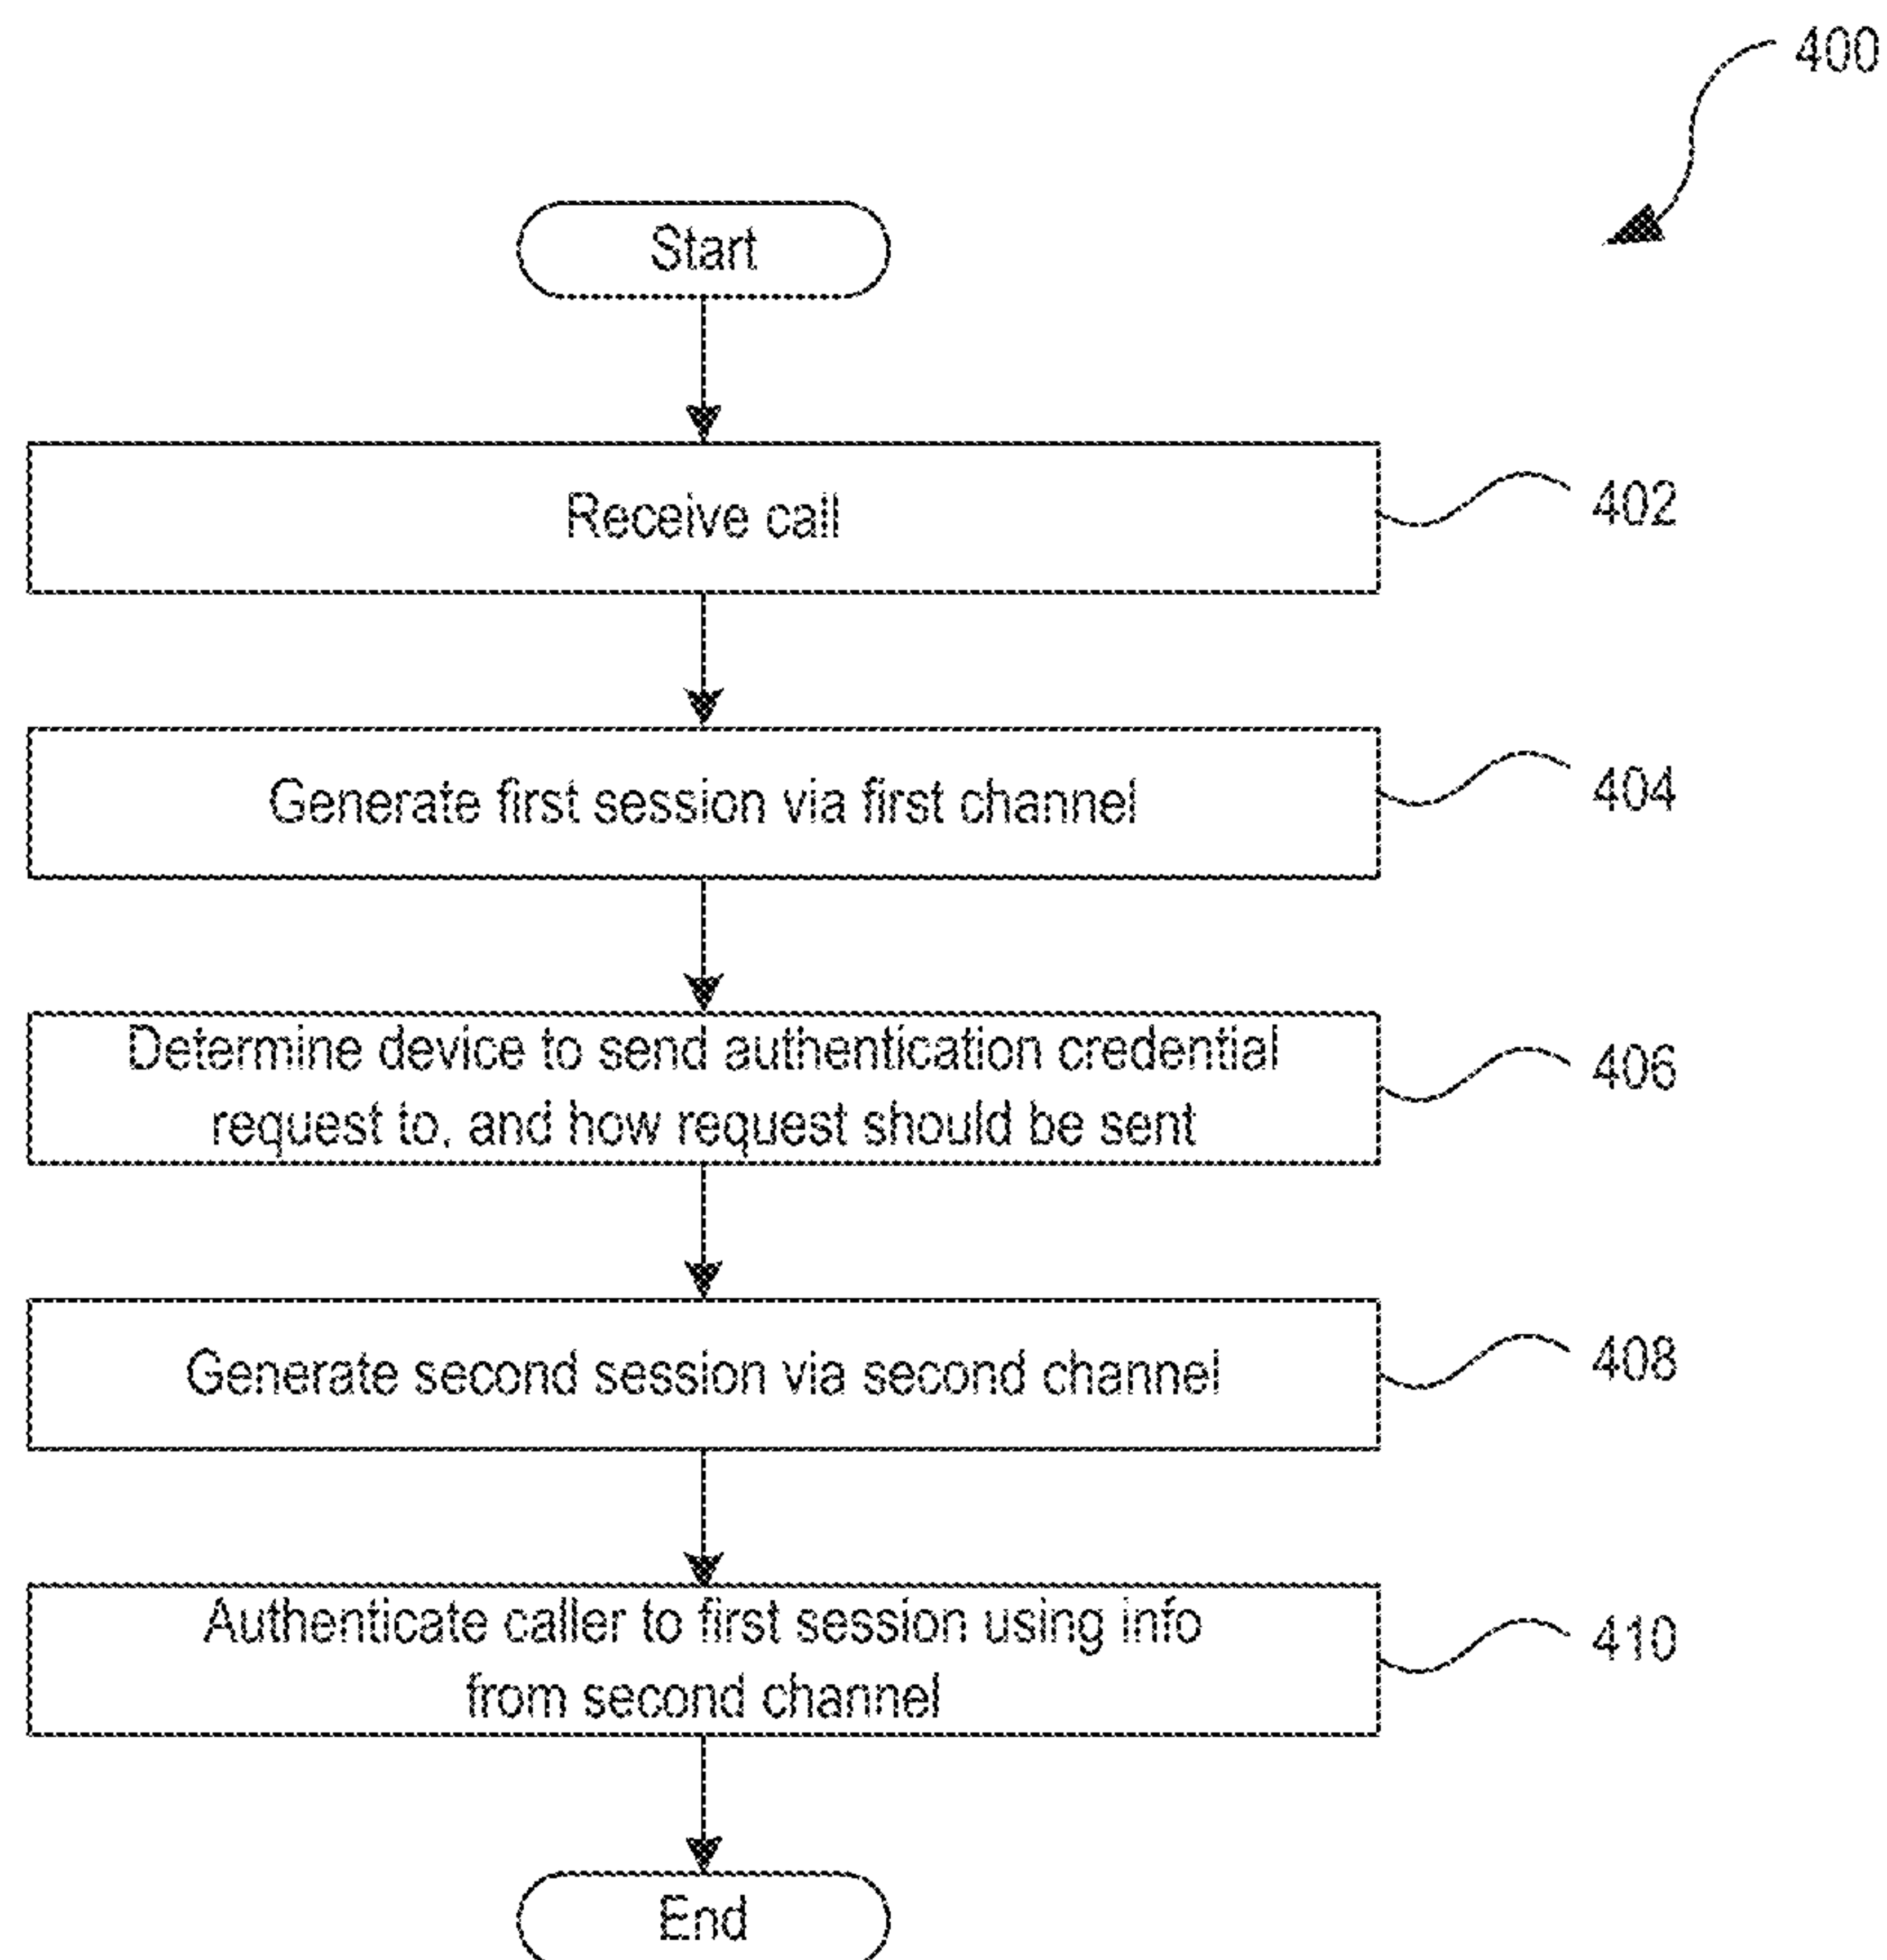 400
Start
Receive call
402
Generate first session via first channel
404
Determine device to send authentication credential
request to, and how request should be sent
406
Generate second session via second channel
408
Authenticate caller to first session using info
from second channel
410
End